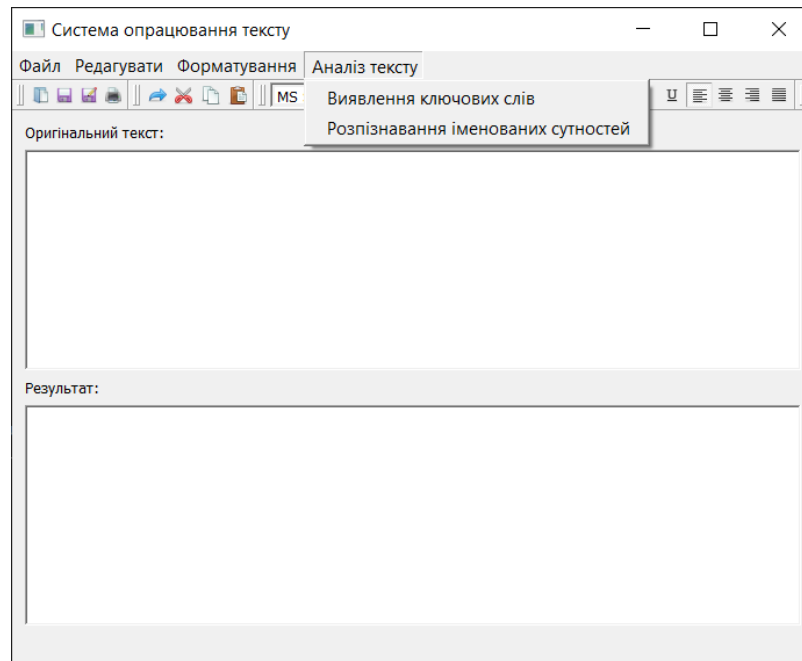 Система опрацювання тексту
Файл Редагувати Форматування Аналіз тексту
MS U
Виявлення ключових слів
Розпізнавання іменованих сутностей
Оригінальний текст:
Результат: